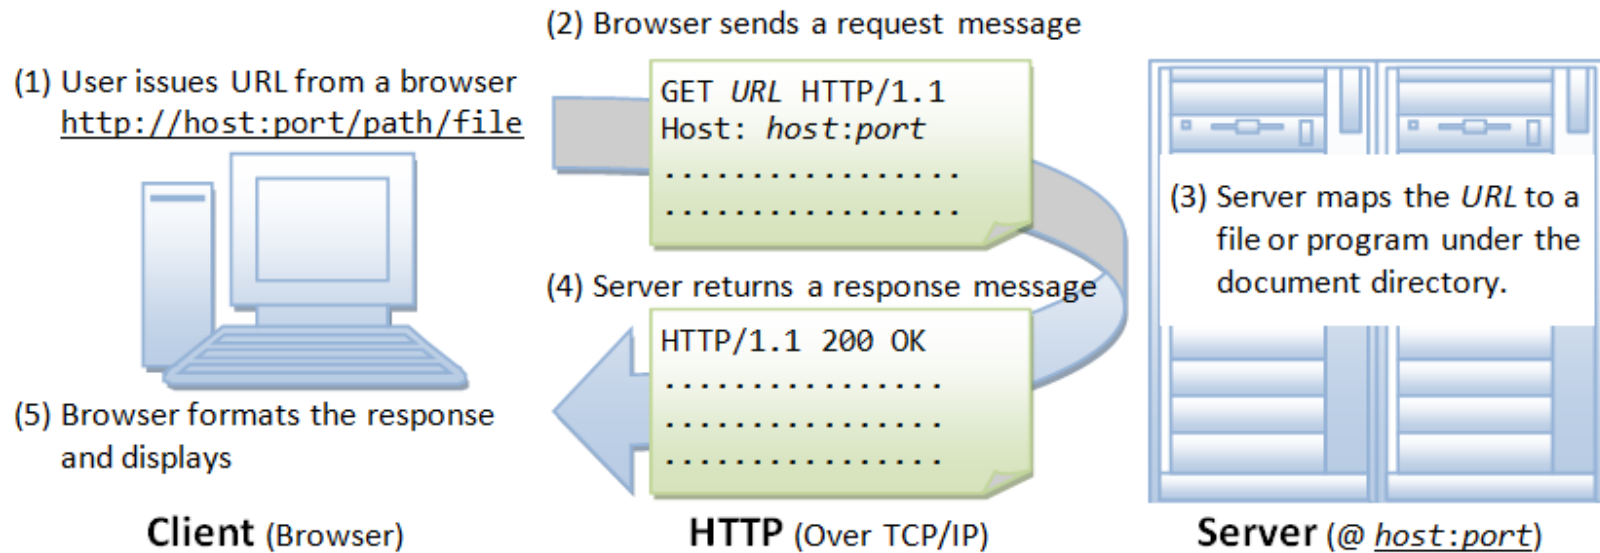 (2) Browser sends a request message
(1) User issues URL from a browser
http://host:port/path/file
GET URL HTTP/1.1
Host: host:port
..................
..................
(3) Server maps the URL to a
file or program under the
document directory.
(4) Server returns a response message
HTTP/1.1 200 OK
.................
.................
.................
(5) Browser formats the response
and displays
Client (Browser)
HTTP (Over TCP/IP)
Server (@ host:port)